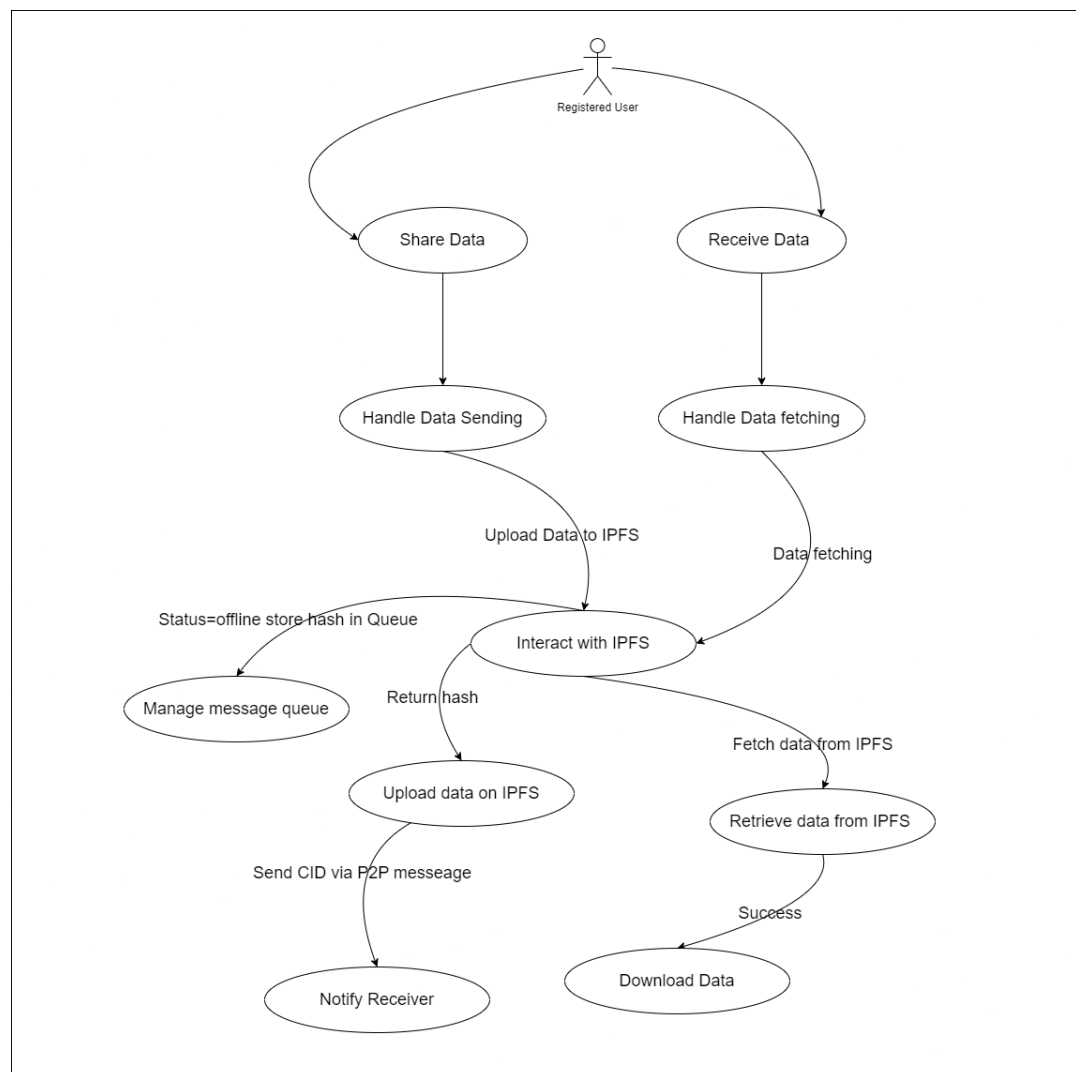 Registered User
Share Data
Receive Data
Handle Data Sending
Handle Data fetching
Upload Data to IPFS
Data fetching
Status=offline store hash in Queue
Interact with IPFS
Return hash
Manage message queue
Fetch data from IPFS
Upload data on IPFS
Retrieve data from IPFS
Send CID via P2P messeage
Success
Download Data
Notify Receiver